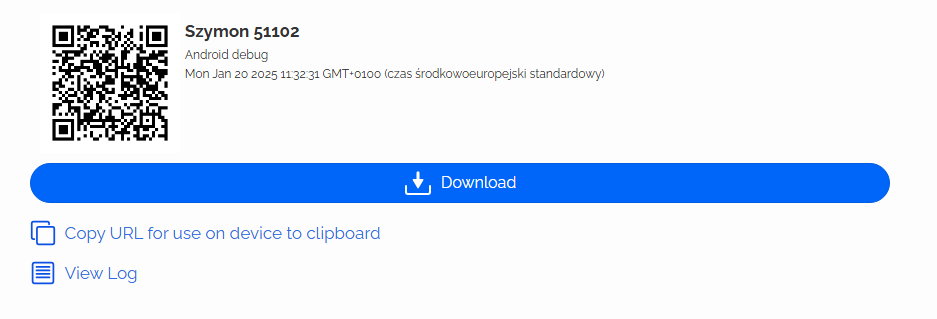 Szymon 51102
Android debug
Mon Jan 20 2025 11:32:31 GMT+0100 (czas środkowoeuropejski standardowy)
Download
Copy URL for use on device to clipboard
View Log